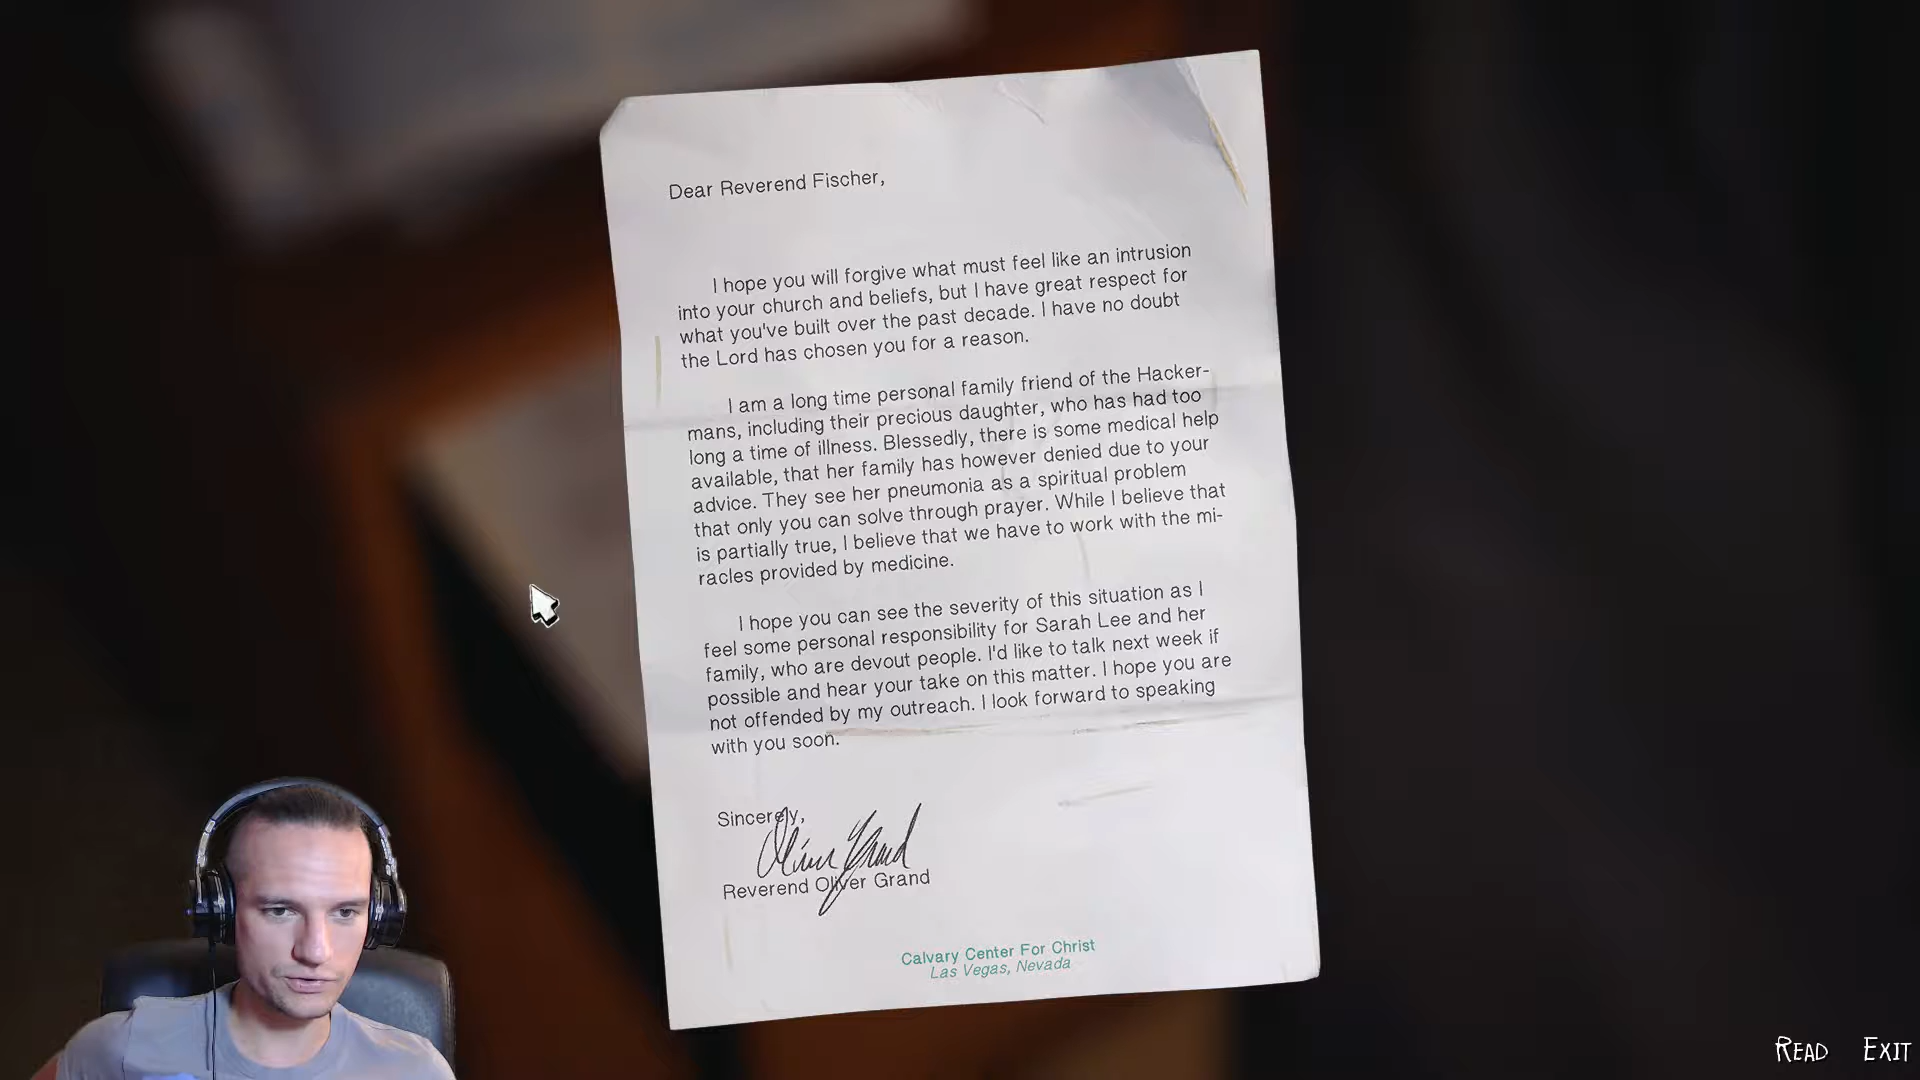 Dear Reverend Fischer,
I hope you will forgive what must feel like an intrusion
into your church and beliefs, but I have great respect for
what you've built over the past decade. I have no doubt
the Lord has chosen you for a reason.
I am a long time personal family friend of the Hacker-
mans, including their precious daughter, who has had too
long a time of illness. Blessedly, there is some medical help
available, that her family has however denied due to your
advice. They see her pneumonia as a spiritual problem
that only you can solve through prayer. While I believe that
is partially true, I believe that we have to work with the mi-
racles provided by medicine.
I hope you can see the severity of this situation as I
feel some personal responsibility for Sarah Lee and her
family, who are devout people. I'd like to talk next week if
possible and hear your take on this matter. I hope you are
not offended by my outreach. I look forward to speaking
with you soon.
Sincerely,
Oliver Grand
Reverend Oliver Grand
Calvary Center For Christ
Las Vegas, Nevada
READ EXIT